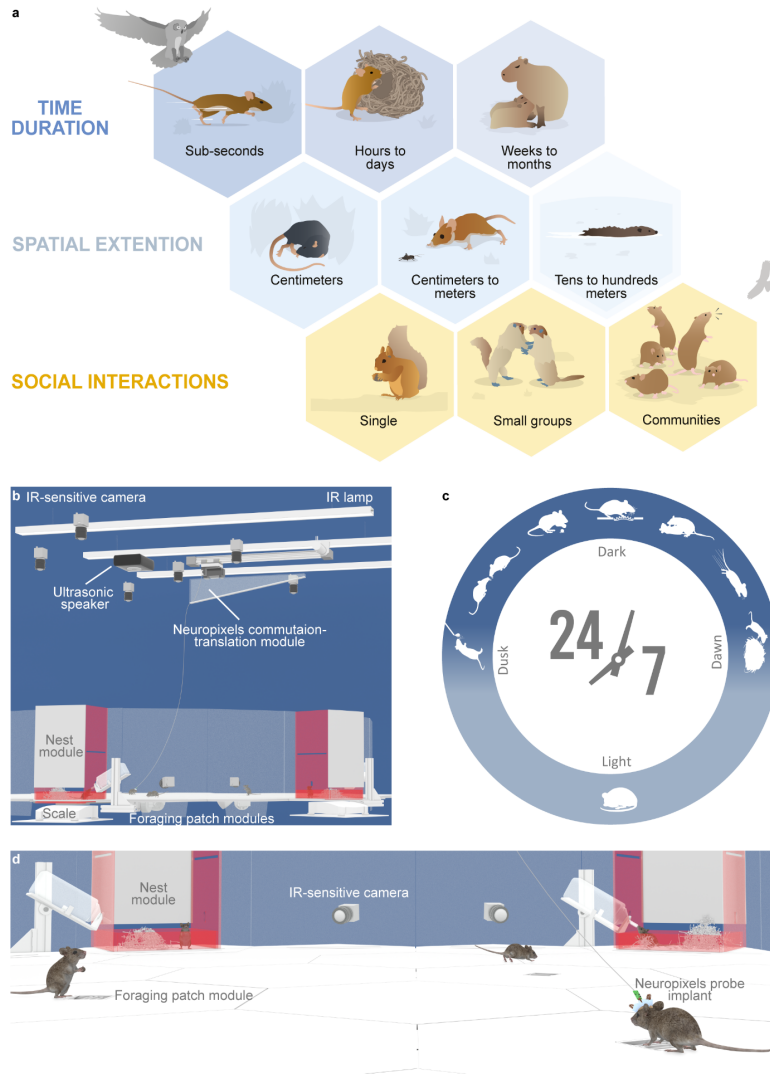 a
TIME
DURATION
Sub-seconds
Hours to
days
Weeks to
months
SPATIAL EXTENTION
Centimeters
Centimeters to
meters
Tens to hundreds
meters
SOCIAL INTERACTIONS
Single
Small groups
Communities
b
IR-sensitive camera
IR lamp
Ultrasonic
speaker
Neuropixels commutaion-
translation module
Nest
module
Scale
Foraging patch modules
c
Dark
Dusk
24
7
Dawn
Light
d
Nest
module
IR-sensitive camera
Foraging patch module
Neuropixels probe
implant